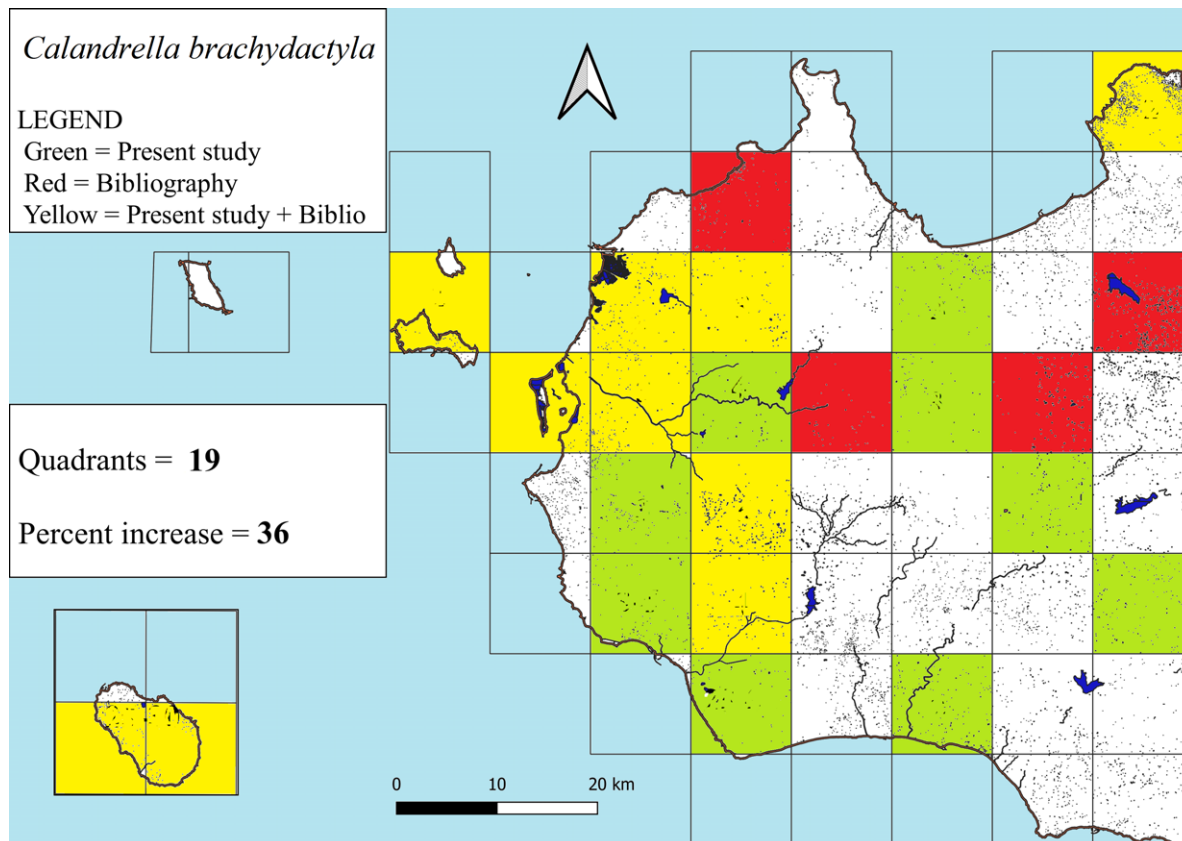 Calandrella brachydactyla
LEGEND
Green = Present study
Red = Bibliography
Yellow = Present study + Biblio
Quadrants = 19
Percent increase = 36
0 10 20 km